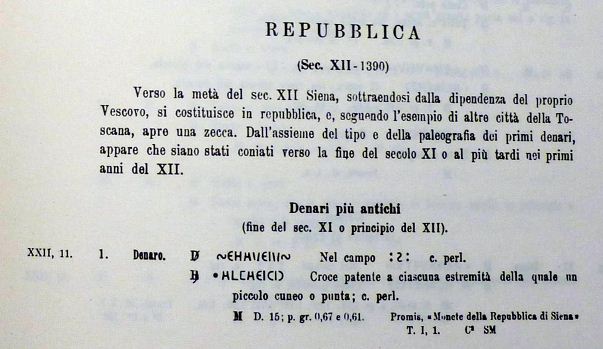 REPUBBLICA
(Sec. XII-1390)
Verso la metà del sec. XII Siena, sottraendosi dalla dipendenza del proprio
Vescovo, si costituisce in repubblica, e, seguendo l'esempio di altre città della To-
scana, apre una zecca. Dall'assieme del tipo e della paleografia dei primi denari,
appare che siano stati coniati verso la fine del secolo XI o al più tardi nei primi
anni del XII.
Denari più antichi
(fine del sec. XI o principio del XII).
XXII, 11. 1. Denaro. D Nel campo :S: c. perl.
R Croce patente a ciascuna estremità della quale un
piccolo cuneo o punta; c. perl.
M D. 15; p. gr. 0,67 e 0,61. Promis, «Monete della Repubblica di Siena»
T. I, 1. Cª SM